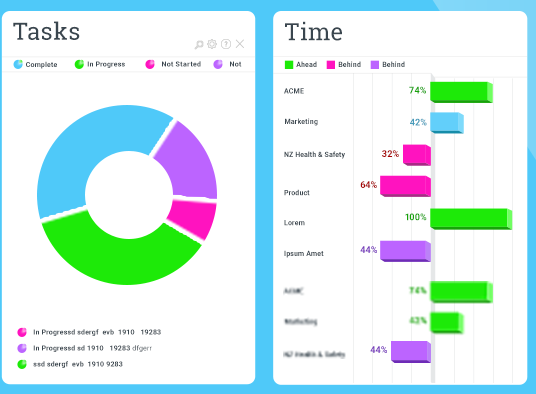 Tasks
Complete In Progress Not Started Not
in Progressd sdergf evb 1910 19283
in Progressd sd 1910 19283 dfgerr
ssd sdergf evb 1910 9283
Time
Ahead Behind Behind
ACME 74%
Marketing 42%
NZ Health & Safety 32%
Product 64%
Lorem 100%
Ipsum Amet 44%
ACME 74%
Marketing
NZ Health & Safety 44%